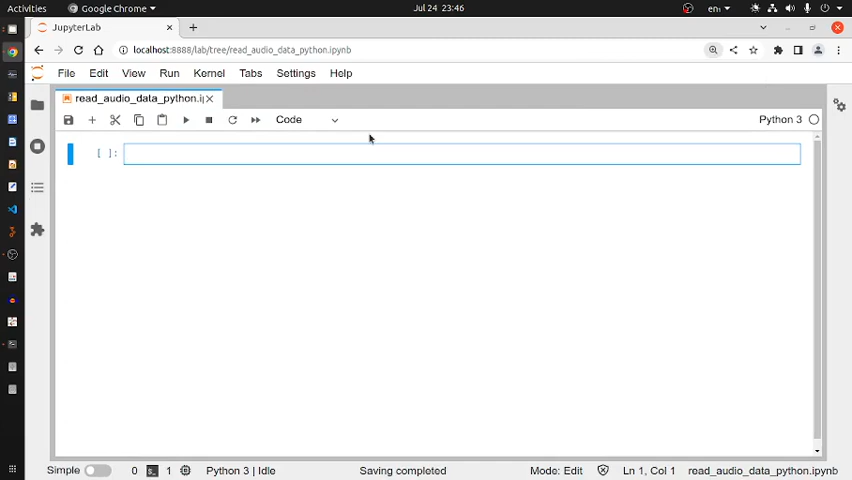 Activities Google Chrome Jul 24 23:46 en
JupyterLab
localhost:8888/lab/tree/read_audio_data_python.ipynb
File Edit View Run Kernel Tabs Settings Help
read_audio_data_python.ip
Code Python 3
[ ]:
Simple 0 1 Python 3 | Idle Saving completed Mode: Edit Ln 1, Col 1 read_audio_data_python.ipynb